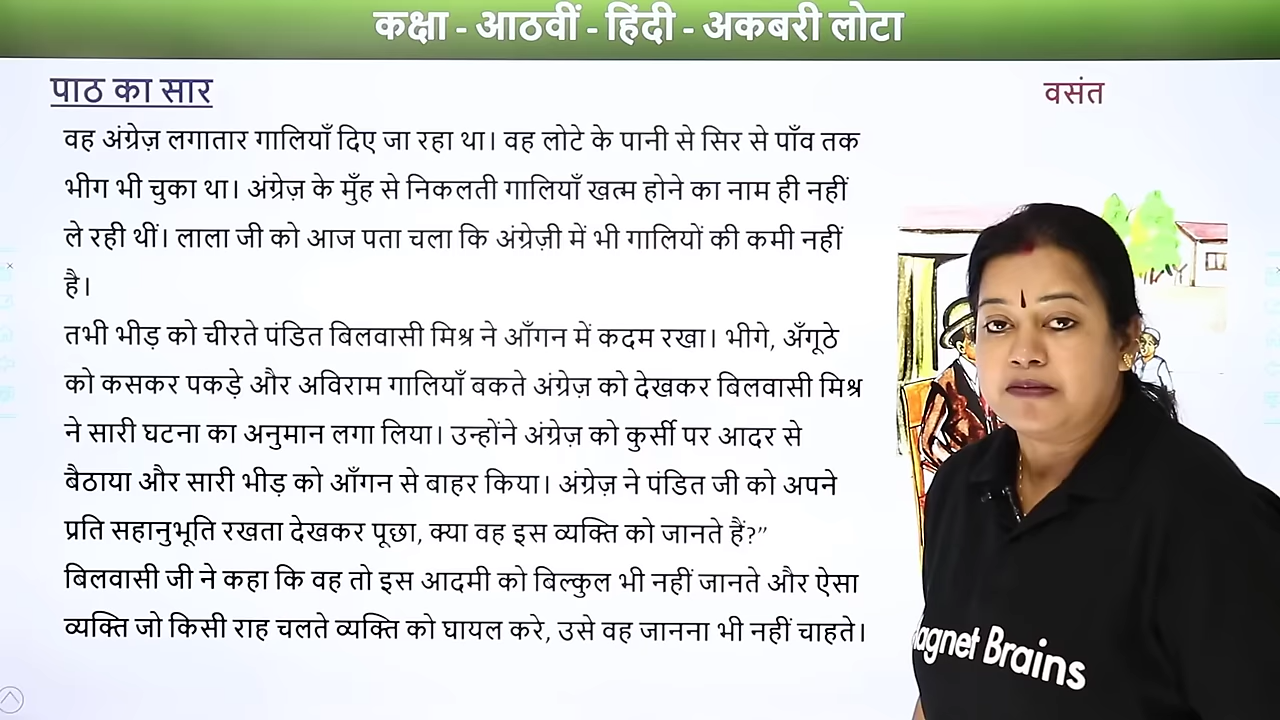 कक्षा - आठवीं - हिंदी - अकबरी लोटा
पाठ का सार
वसंत
वह अंग्रेज़ लगातार गालियाँ दिए जा रहा था। वह लोटे के पानी से सिर से पाँव तक
भीग भी चुका था। अंग्रेज़ के मुँह से निकलती गालियाँ खत्म होने का नाम ही नहीं
ले रही थीं। लाला जी को आज पता चला कि अंग्रेज़ी में भी गालियों की कमी नहीं
है।
तभी भीड़ को चीरते पंडित बिलवासी मिश्र ने आँगन में कदम रखा। भीगे, अँगूठे
को कसकर पकड़े और अविराम गालियाँ बकते अंग्रेज़ को देखकर बिलवासी मिश्र
ने सारी घटना का अनुमान लगा लिया। उन्होंने अंग्रेज़ को कुर्सी पर आदर से
बैठाया और सारी भीड़ को आँगन से बाहर किया। अंग्रेज़ ने पंडित जी को अपने
प्रति सहानुभूति रखता देखकर पूछा, क्या वह इस व्यक्ति को जानते हैं?”
बिलवासी जी ने कहा कि वह तो इस आदमी को बिल्कुल भी नहीं जानते और ऐसा
व्यक्ति जो किसी राह चलते व्यक्ति को घायल करे, उसे वह जानना भी नहीं चाहते।
agnet Brains